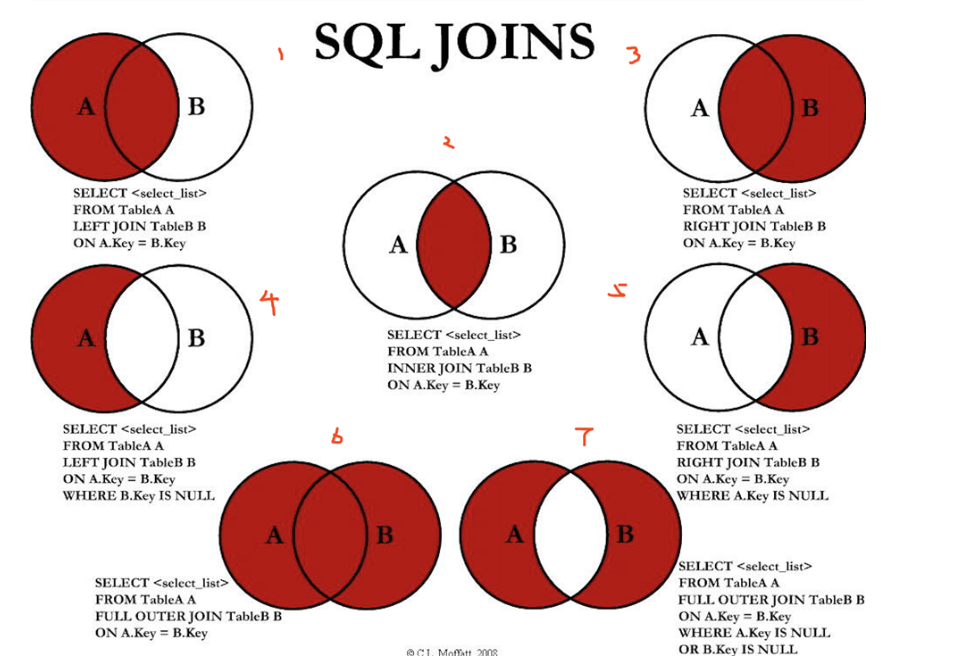 SQL JOINS
1
A
B
SELECT <select_list>
FROM TableA A
LEFT JOIN TableB B
ON A.Key = B.Key
2
A
B
SELECT <select_list>
FROM TableA A
INNER JOIN TableB B
ON A.Key = B.Key
3
A
B
SELECT <select_list>
FROM TableA A
RIGHT JOIN TableB B
ON A.Key = B.Key
4
A
B
SELECT <select_list>
FROM TableA A
LEFT JOIN TableB B
ON A.Key = B.Key
WHERE B.Key IS NULL
5
A
B
SELECT <select_list>
FROM TableA A
RIGHT JOIN TableB B
ON A.Key = B.Key
WHERE A.Key IS NULL
6
A
B
SELECT <select_list>
FROM TableA A
FULL OUTER JOIN TableB B
ON A.Key = B.Key
7
A
B
SELECT <select_list>
FROM TableA A
FULL OUTER JOIN TableB B
ON A.Key = B.Key
WHERE A.Key IS NULL
OR B.Key IS NULL
© C.L. Moffatt, 2008